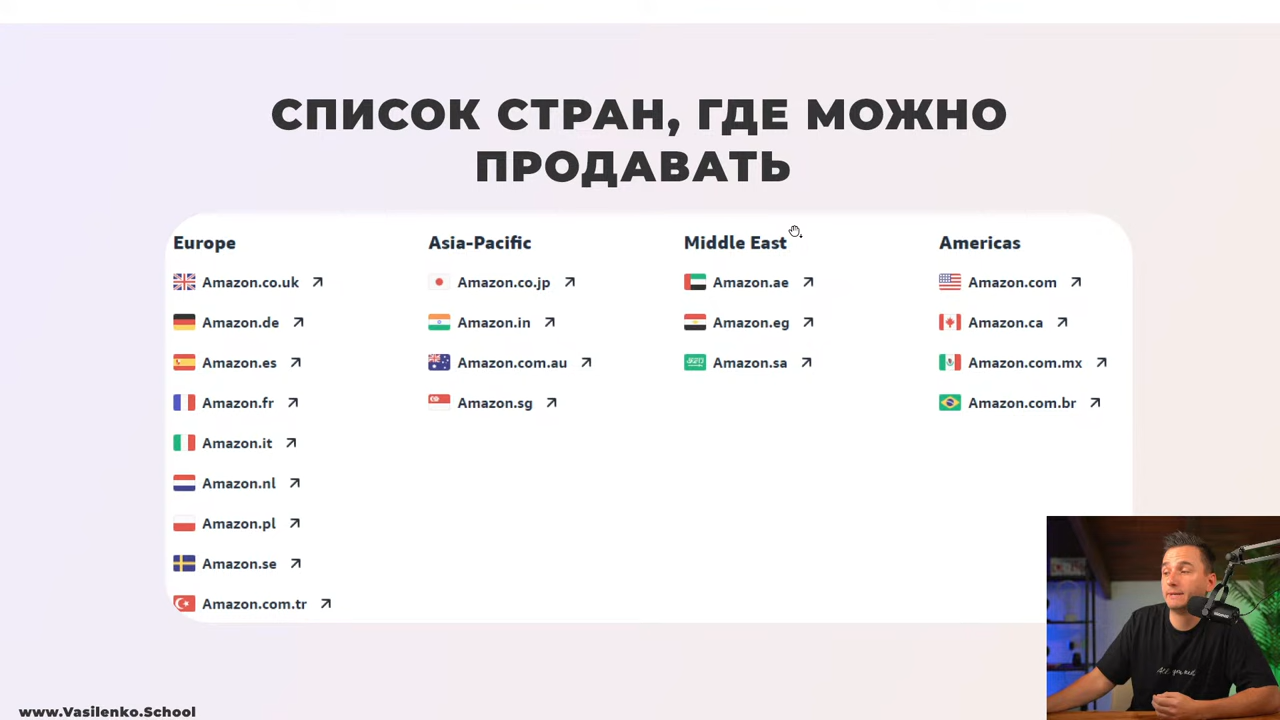 СПИСОК СТРАН, ГДЕ МОЖНО
ПРОДАВАТЬ
Europe
Amazon.co.uk
Amazon.de
Amazon.es
Amazon.fr
Amazon.it
Amazon.nl
Amazon.pl
Amazon.se
Amazon.com.tr
Asia-Pacific
Amazon.co.jp
Amazon.in
Amazon.com.au
Amazon.sg
Middle East
Amazon.ae
Amazon.eg
Amazon.sa
Americas
Amazon.com
Amazon.ca
Amazon.com.mx
Amazon.com.br
www.Vasilenko.School